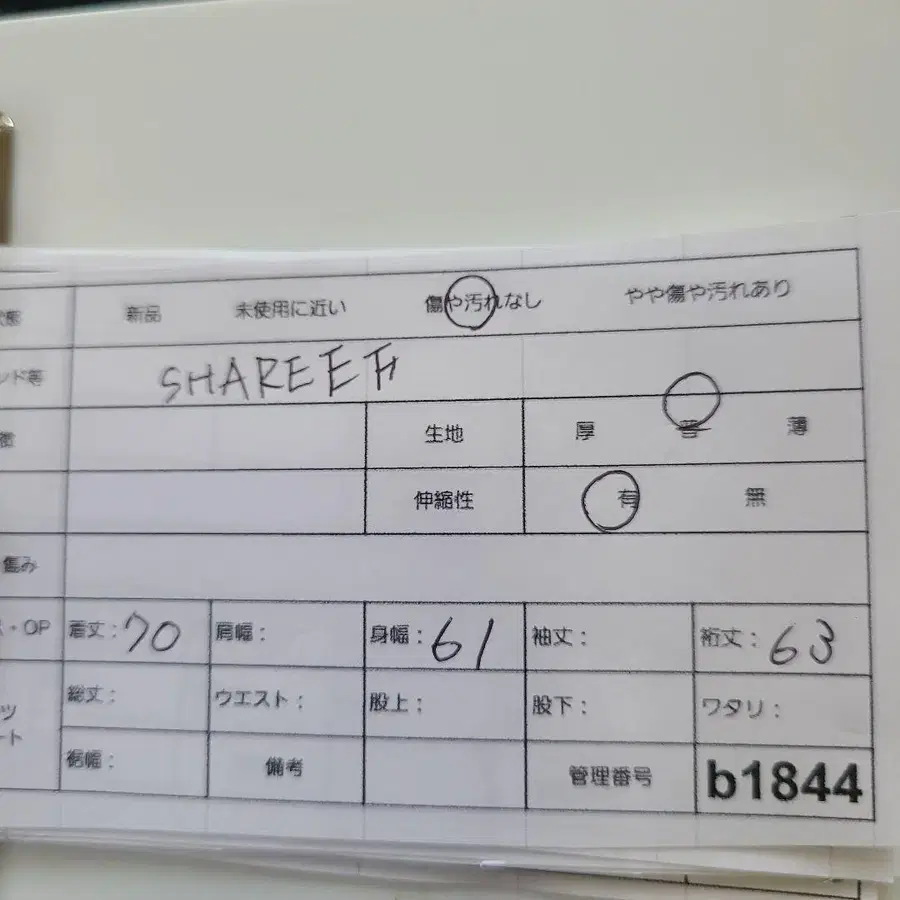 態 新品 未使用に近い 傷や汚れなし やや傷や汚れあり
ンド等 SHAREEF
徴 生地 厚 普 薄
伸縮性 有 無
傷み
・OP 着丈：70 肩幅： 身幅：61 袖丈： 裄丈：63
総丈： ウエスト： 股上： 股下： ワタリ：
ツ
ート
裾幅： 備考 管理番号 b1844